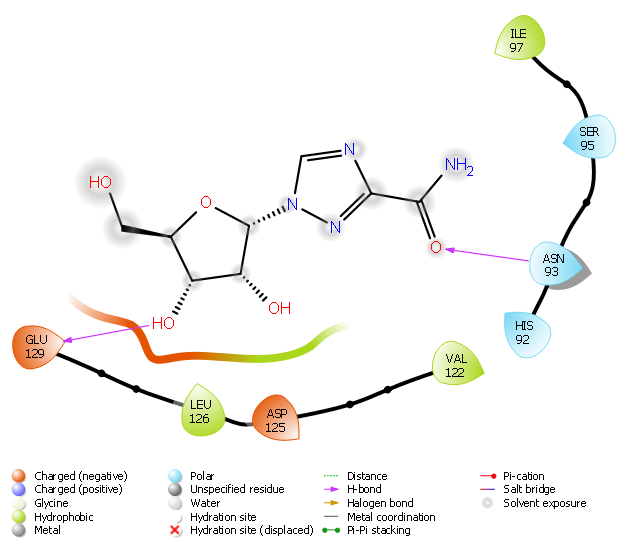 ILE
97
SER
95
N
NH2
HO
O
N
N
O
ASN
93
HO
OH
HIS
92
GLU
129
VAL
122
LEU
126
ASP
125
Charged (negative)
Charged (positive)
Glycine
Hydrophobic
Metal
Polar
Unspecified residue
Water
Hydration site
Hydration site (displaced)
Distance
H-bond
Halogen bond
Metal coordination
Pi-Pi stacking
Pi-cation
Salt bridge
Solvent exposure